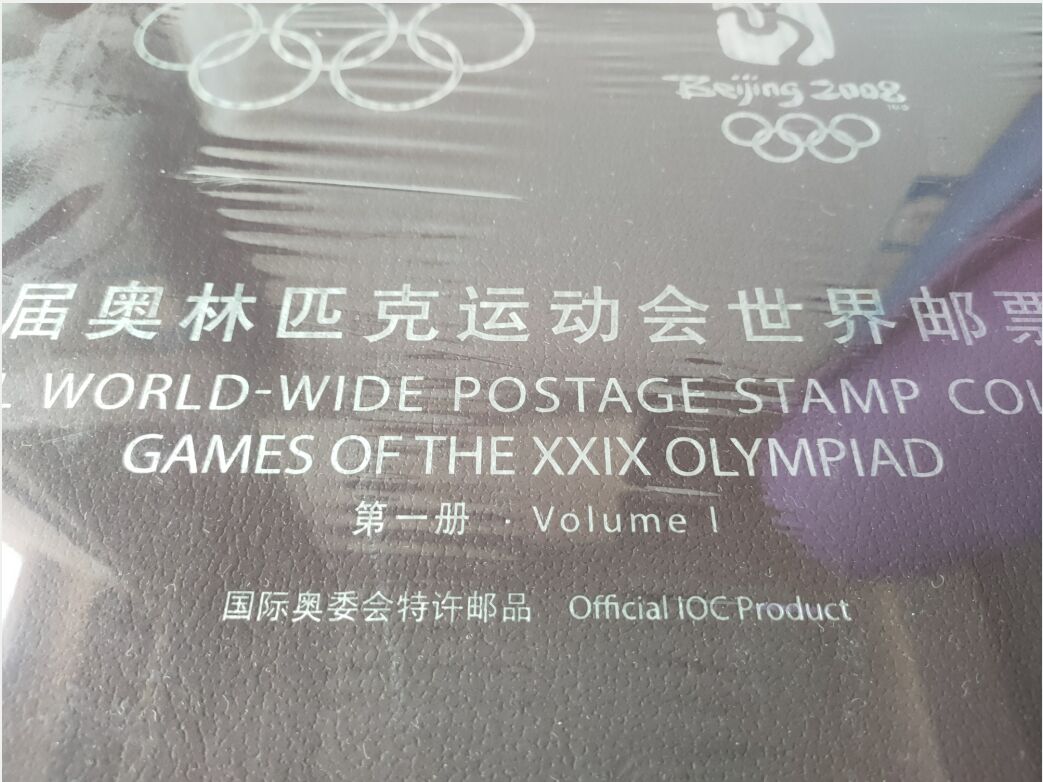 Beijing 2008
届奥林匹克运动会世界邮票
L WORLD-WIDE POSTAGE STAMP COL
GAMES OF THE XXIX OLYMPIAD
第一册 · Volume I
国际奥委会特许邮品 Official IOC Product